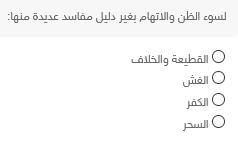 لسوء الظن والاتهام بغير دليل مفاسد عديدة منها:
القطيعة والخلاف
الغش
الكفر
السحر